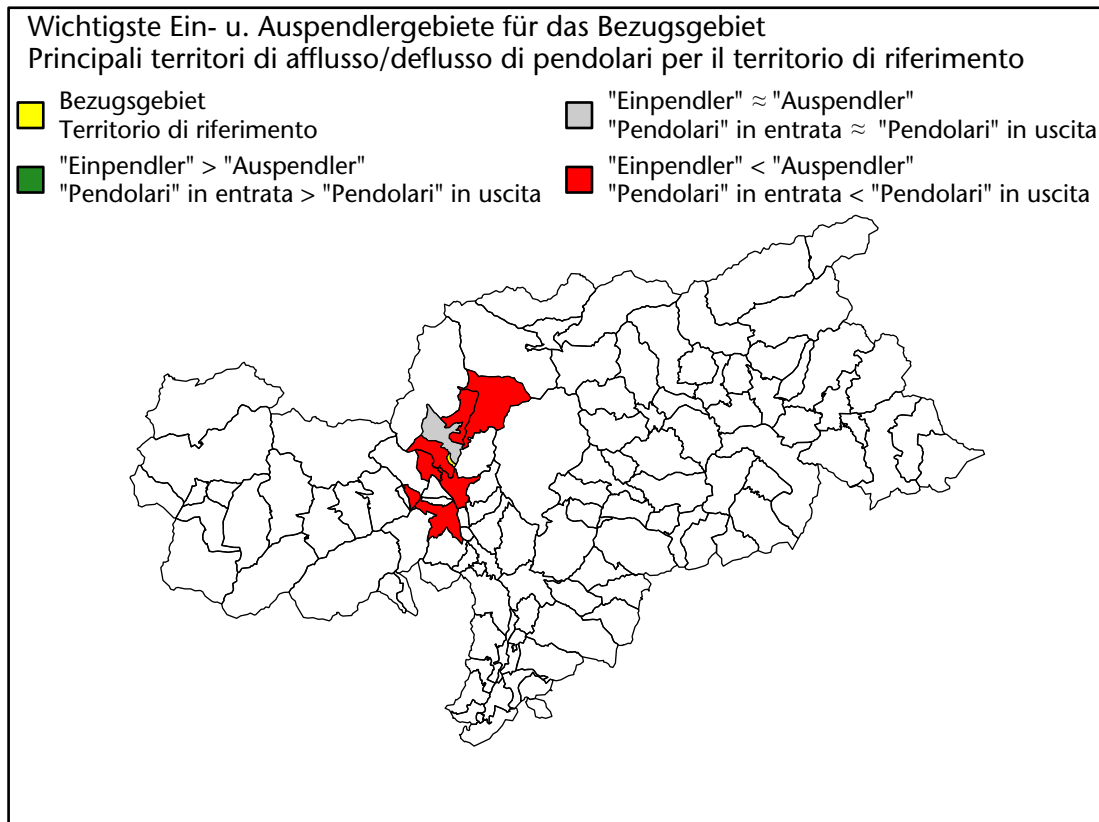 Wichtigste Ein- u. Auspendlergebiete für das Bezugsgebiet
Principali territori di afflusso/deflusso di pendolari per il territorio di riferimento
Bezugsgebiet
Territorio di riferimento
"Einpendler" > "Auspendler"
"Pendolari" in entrata > "Pendolari" in uscita
"Einpendler" ≈ "Auspendler"
"Pendolari" in entrata ≈ "Pendolari" in uscita
"Einpendler" < "Auspendler"
"Pendolari" in entrata < "Pendolari" in uscita